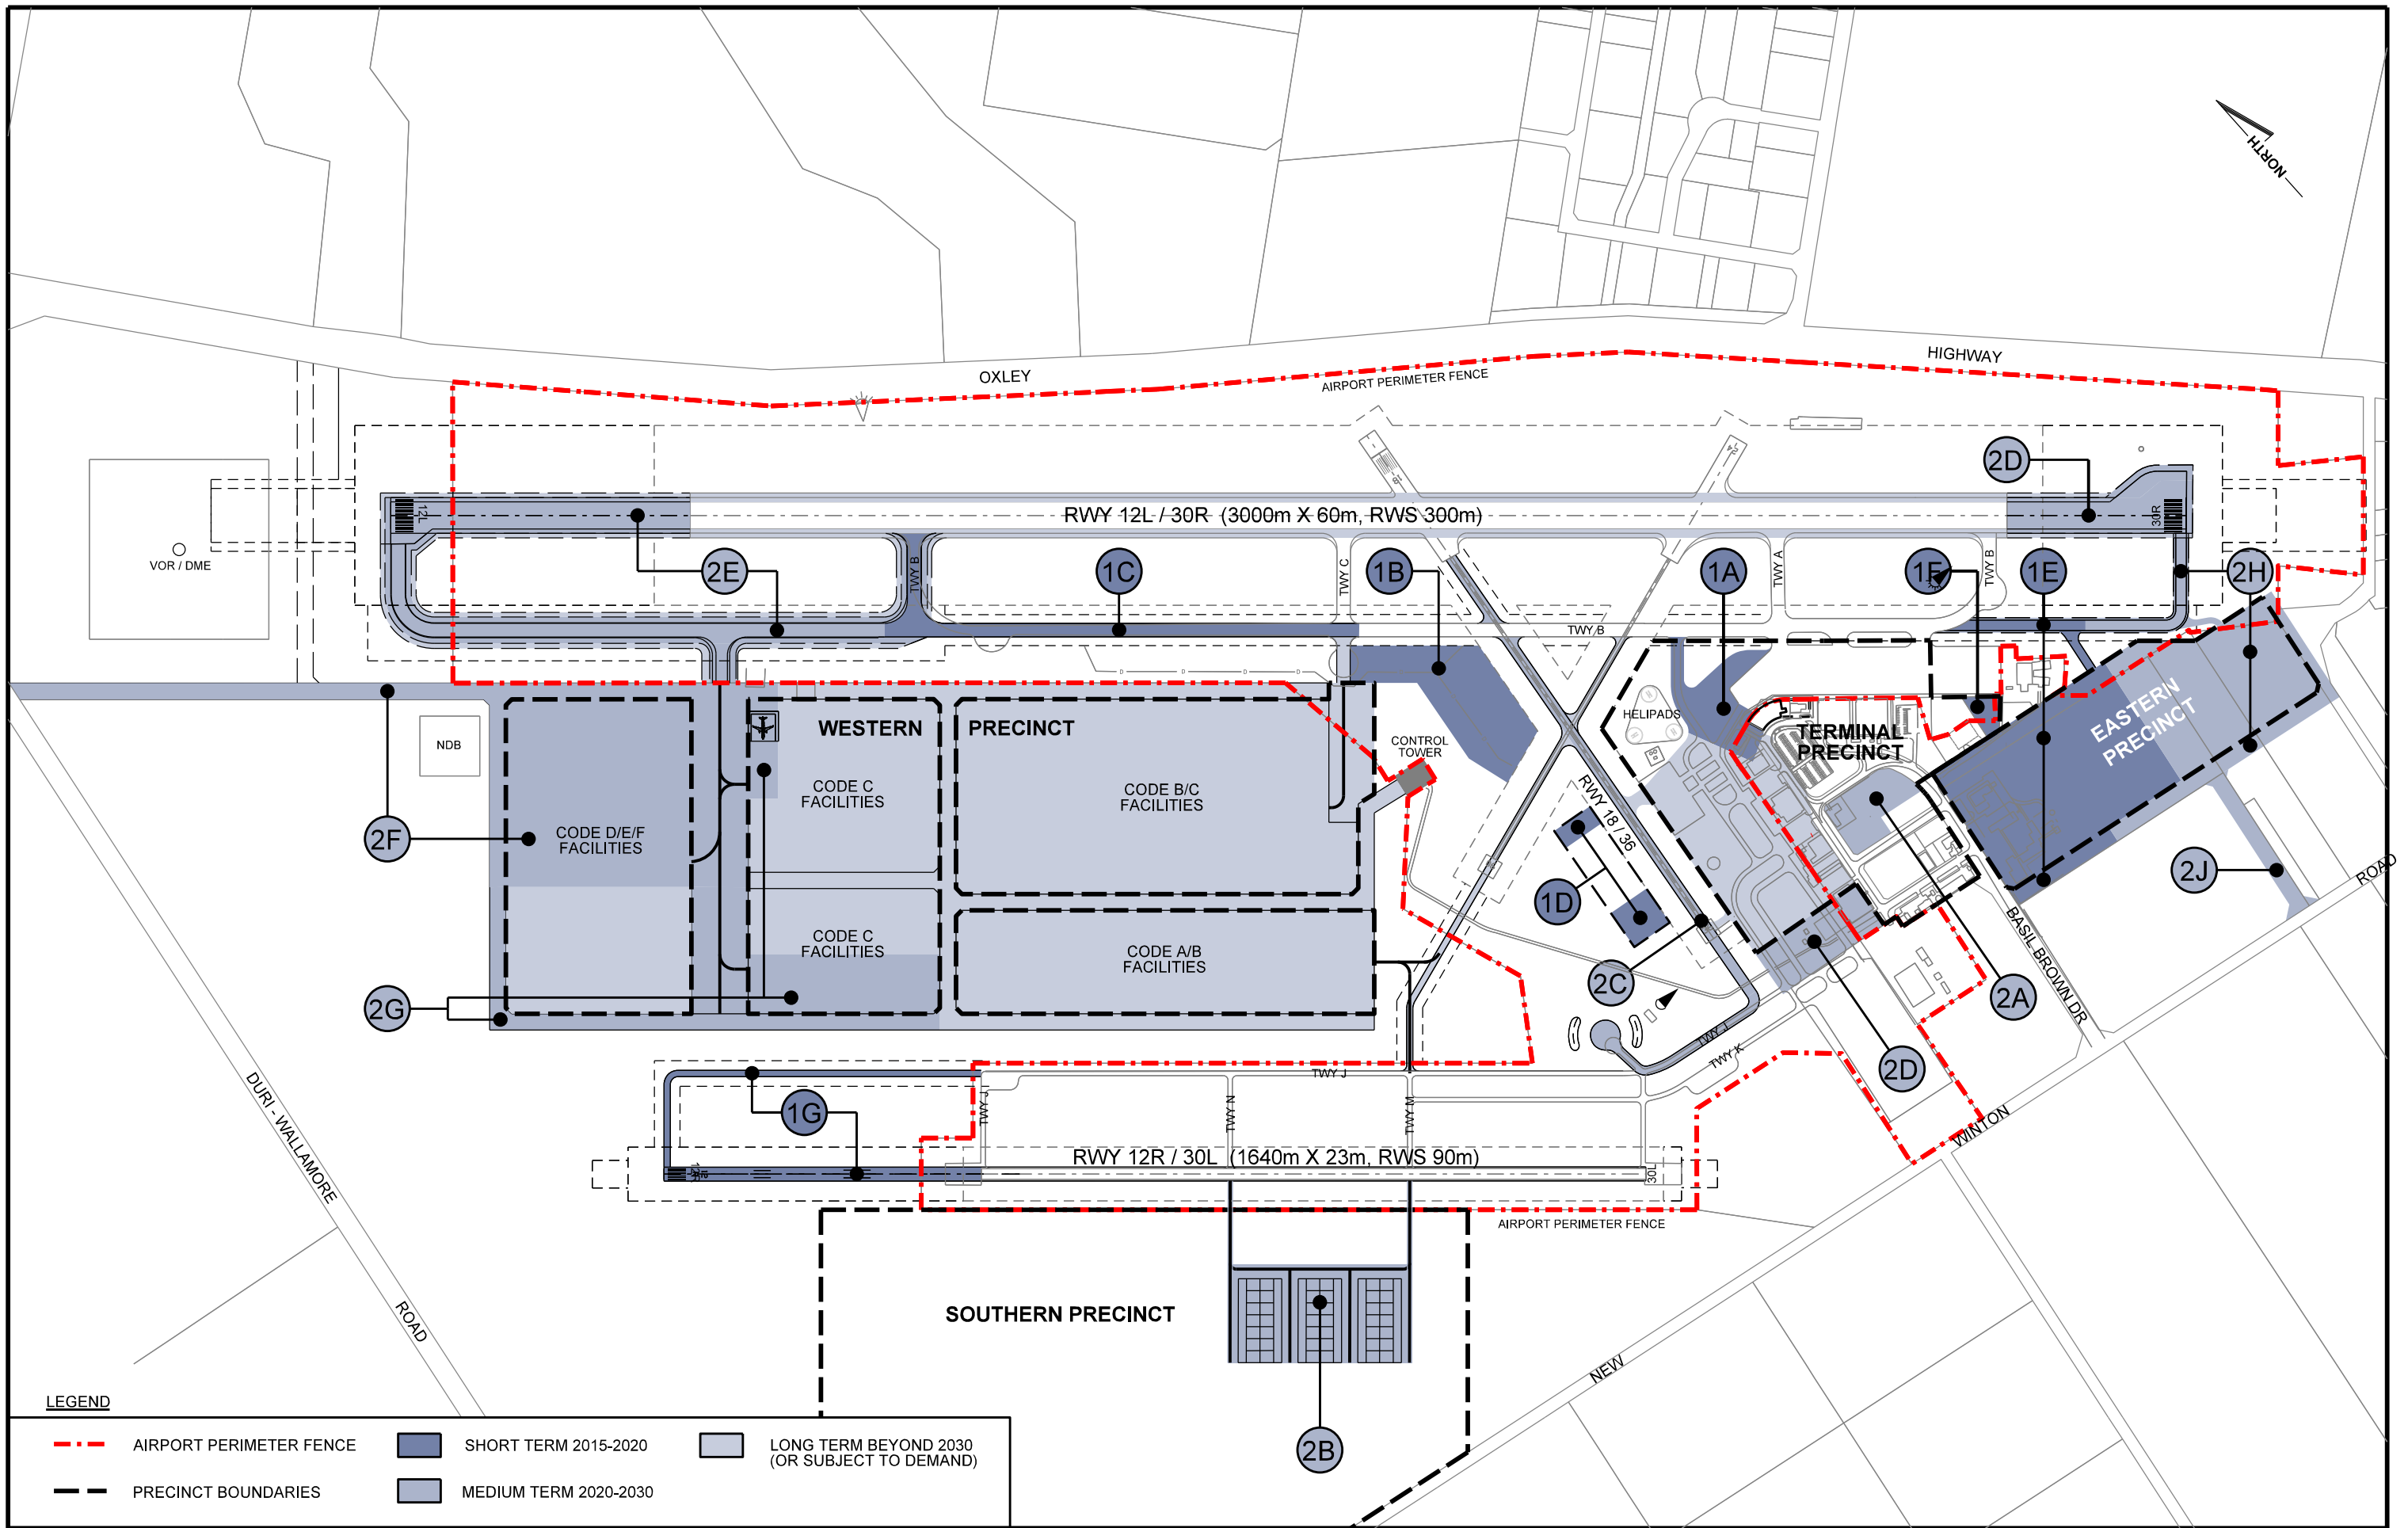 NORTH
OXLEY
HIGHWAY
AIRPORT PERIMETER FENCE
2D
12L
RWY 12L / 30R (3000m X 60m, RWS 300m)
30R
VOR / DME
2E
TWY B
1C
TWY C
1B
1A
TWY A
1F
TWY B
1E
2H
TWY B
HELIPADS
WESTERN PRECINCT
TERMINAL
PRECINCT
EASTERN
PRECINCT
NDB
CONTROL
TOWER
CODE C
FACILITIES
CODE B/C
FACILITIES
RWY 18 / 36
2F
CODE D/E/F
FACILITIES
2J
ROAD
1D
CODE C
FACILITIES
CODE A/B
FACILITIES
BASIL BROWN DR
2C
2A
2G
TWY J
TWY K
2D
DURI - WALLAMORE
ROAD
TWY J
1G
TWY J
TWY N
TWY M
WINTON
RWY 12R / 30L (1640m X 23m, RWS 90m)
12R
30L
AIRPORT PERIMETER FENCE
SOUTHERN PRECINCT
NEW
2B
LEGEND
AIRPORT PERIMETER FENCE
SHORT TERM 2015-2020
LONG TERM BEYOND 2030
(OR SUBJECT TO DEMAND)
PRECINCT BOUNDARIES
MEDIUM TERM 2020-2030